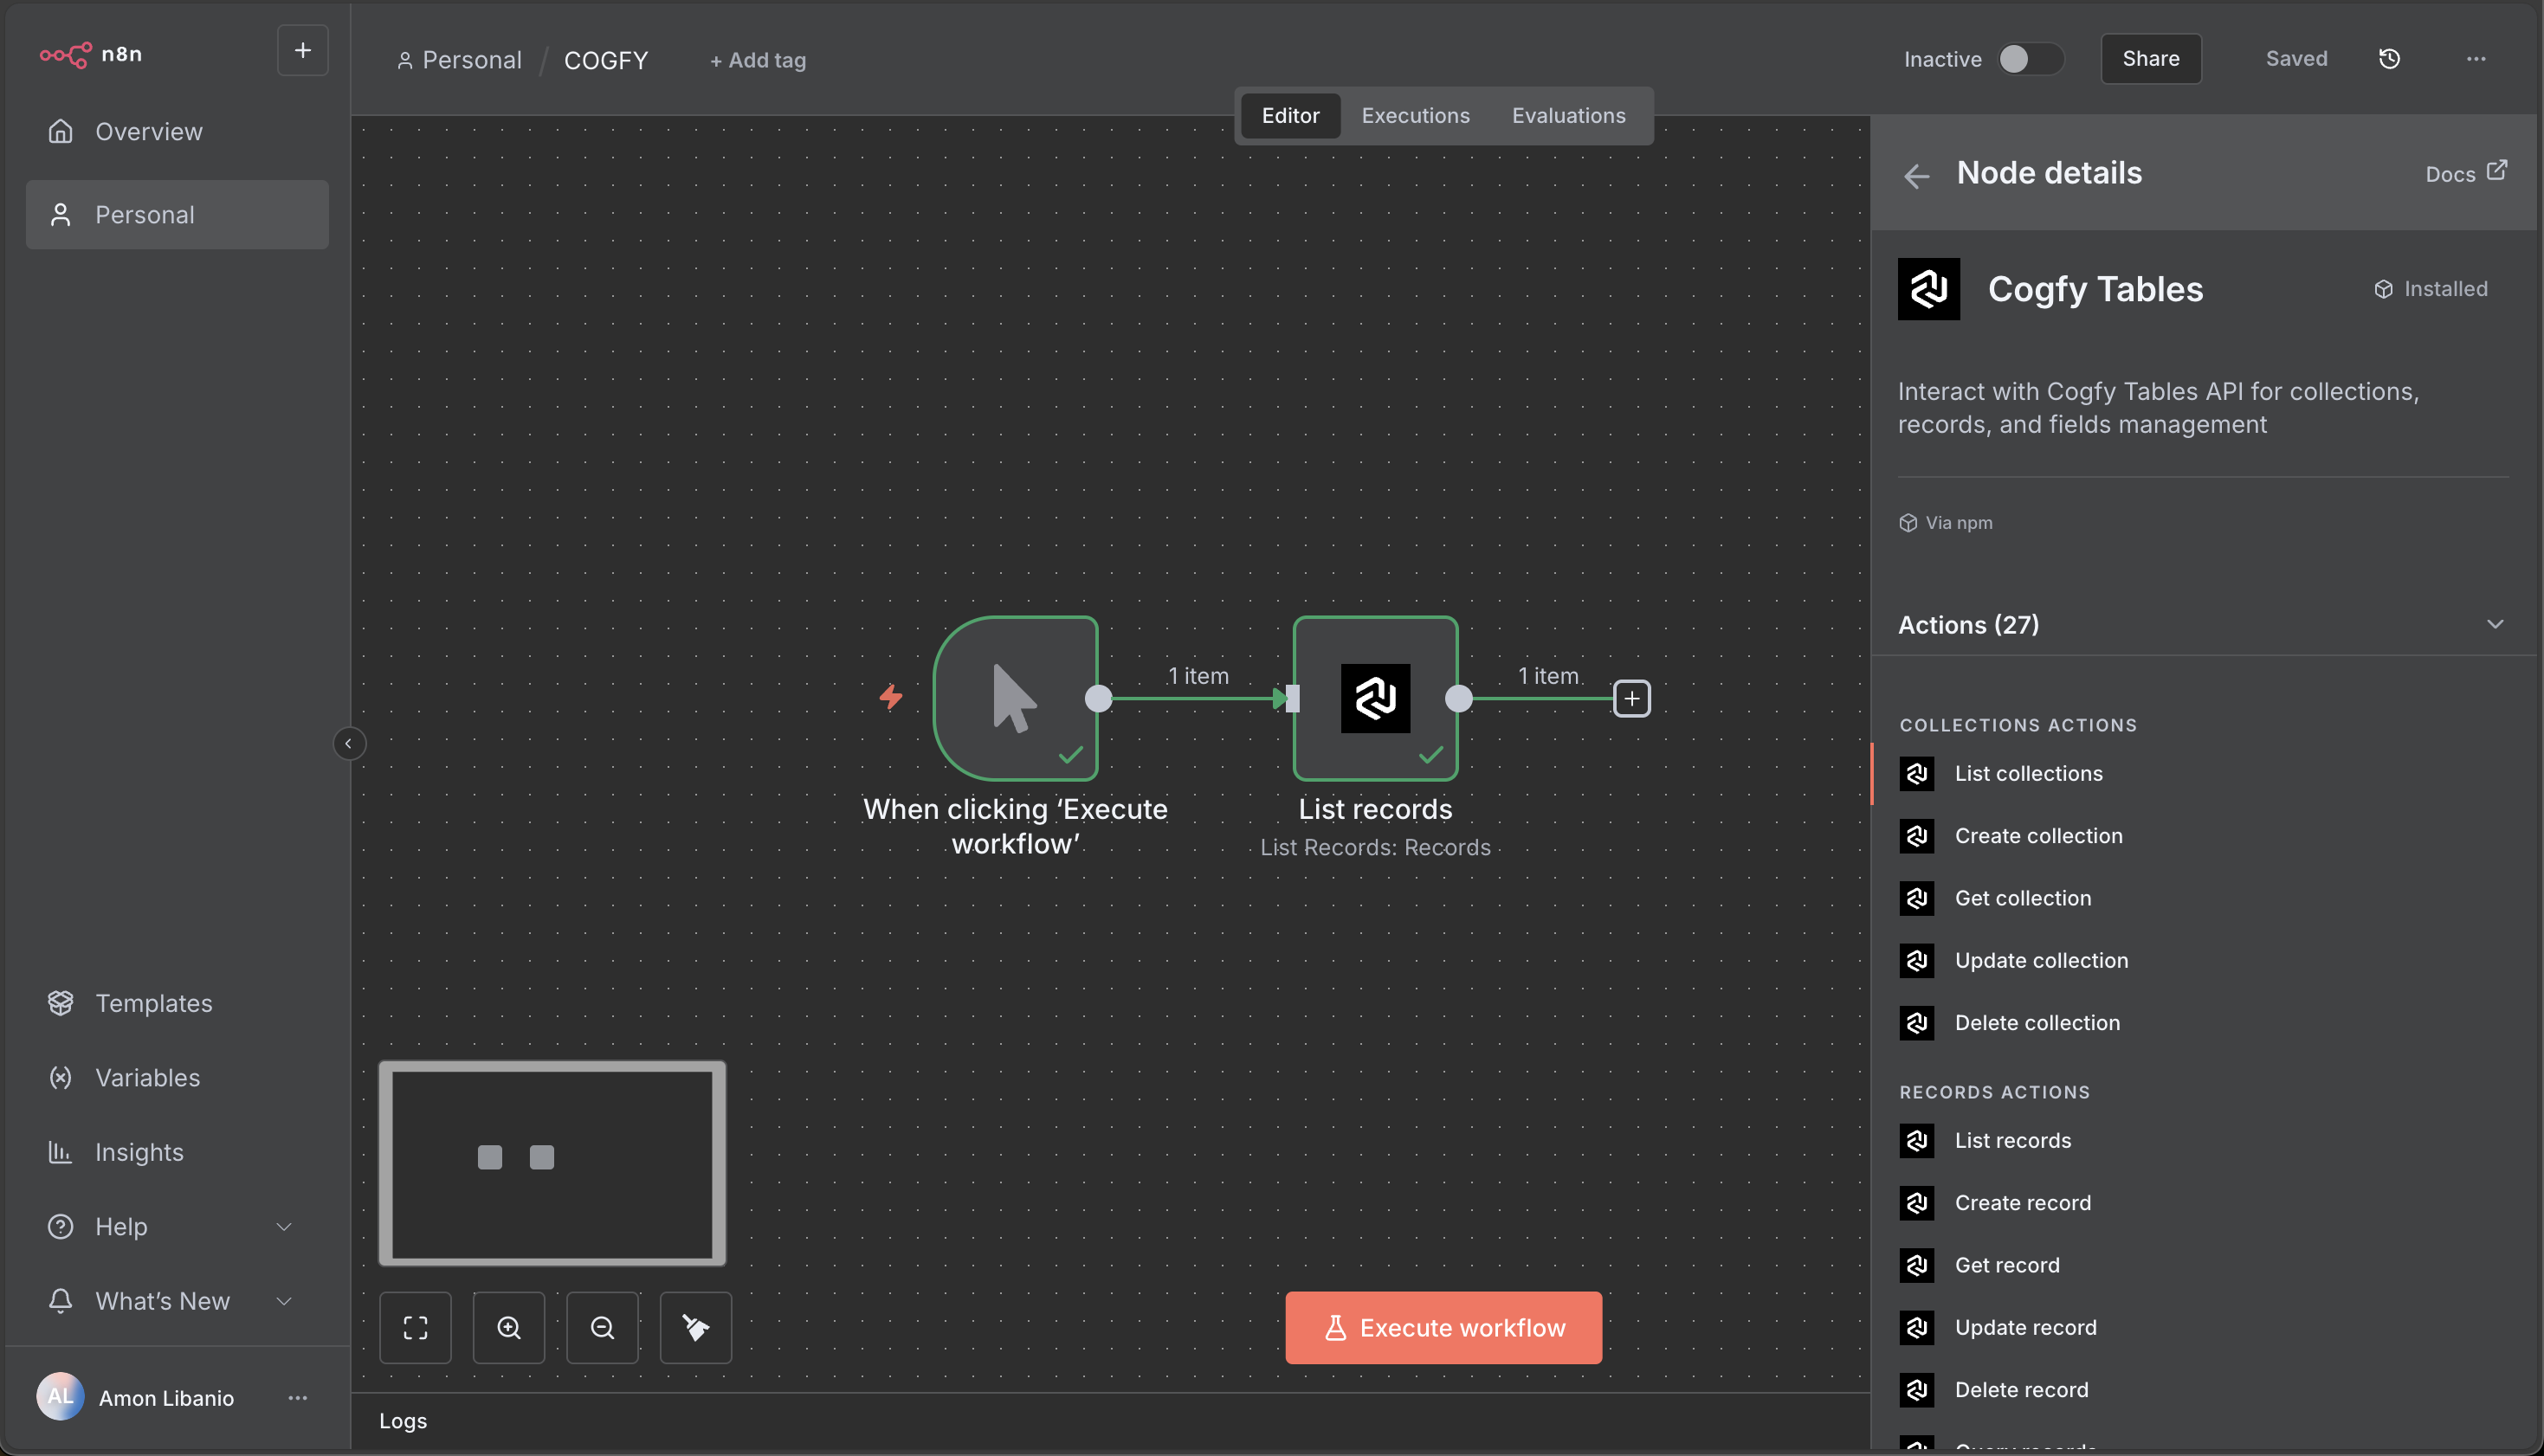 n8n
Overview
Personal
Templates
Variables
Insights
Help
What's New
AL
Amon Libanio
Personal / COGFY
+ Add tag
Inactive
Share
Saved
Editor
Executions
Evaluations
1 item
1 item
When clicking ‘Execute
workflow’
List records
List Records: Records
Execute workflow
Logs
Node details
Docs
Cogfy Tables
Installed
Interact with Cogfy Tables API for collections,
records, and fields management
Via npm
Actions (27)
COLLECTIONS ACTIONS
List collections
Create collection
Get collection
Update collection
Delete collection
RECORDS ACTIONS
List records
Create record
Get record
Update record
Delete record